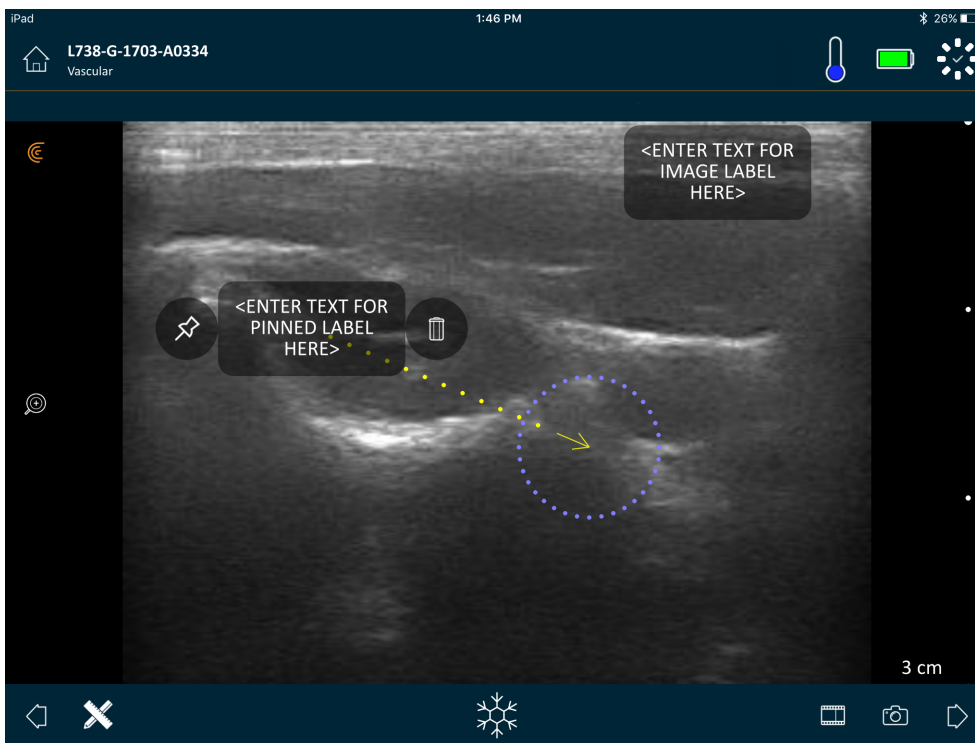 iPad
1:46 PM
26%
L738-G-1703-A0334
Vascular
<ENTER TEXT FOR
IMAGE LABEL
HERE>
<ENTER TEXT FOR
PINNED LABEL
HERE>
3 cm